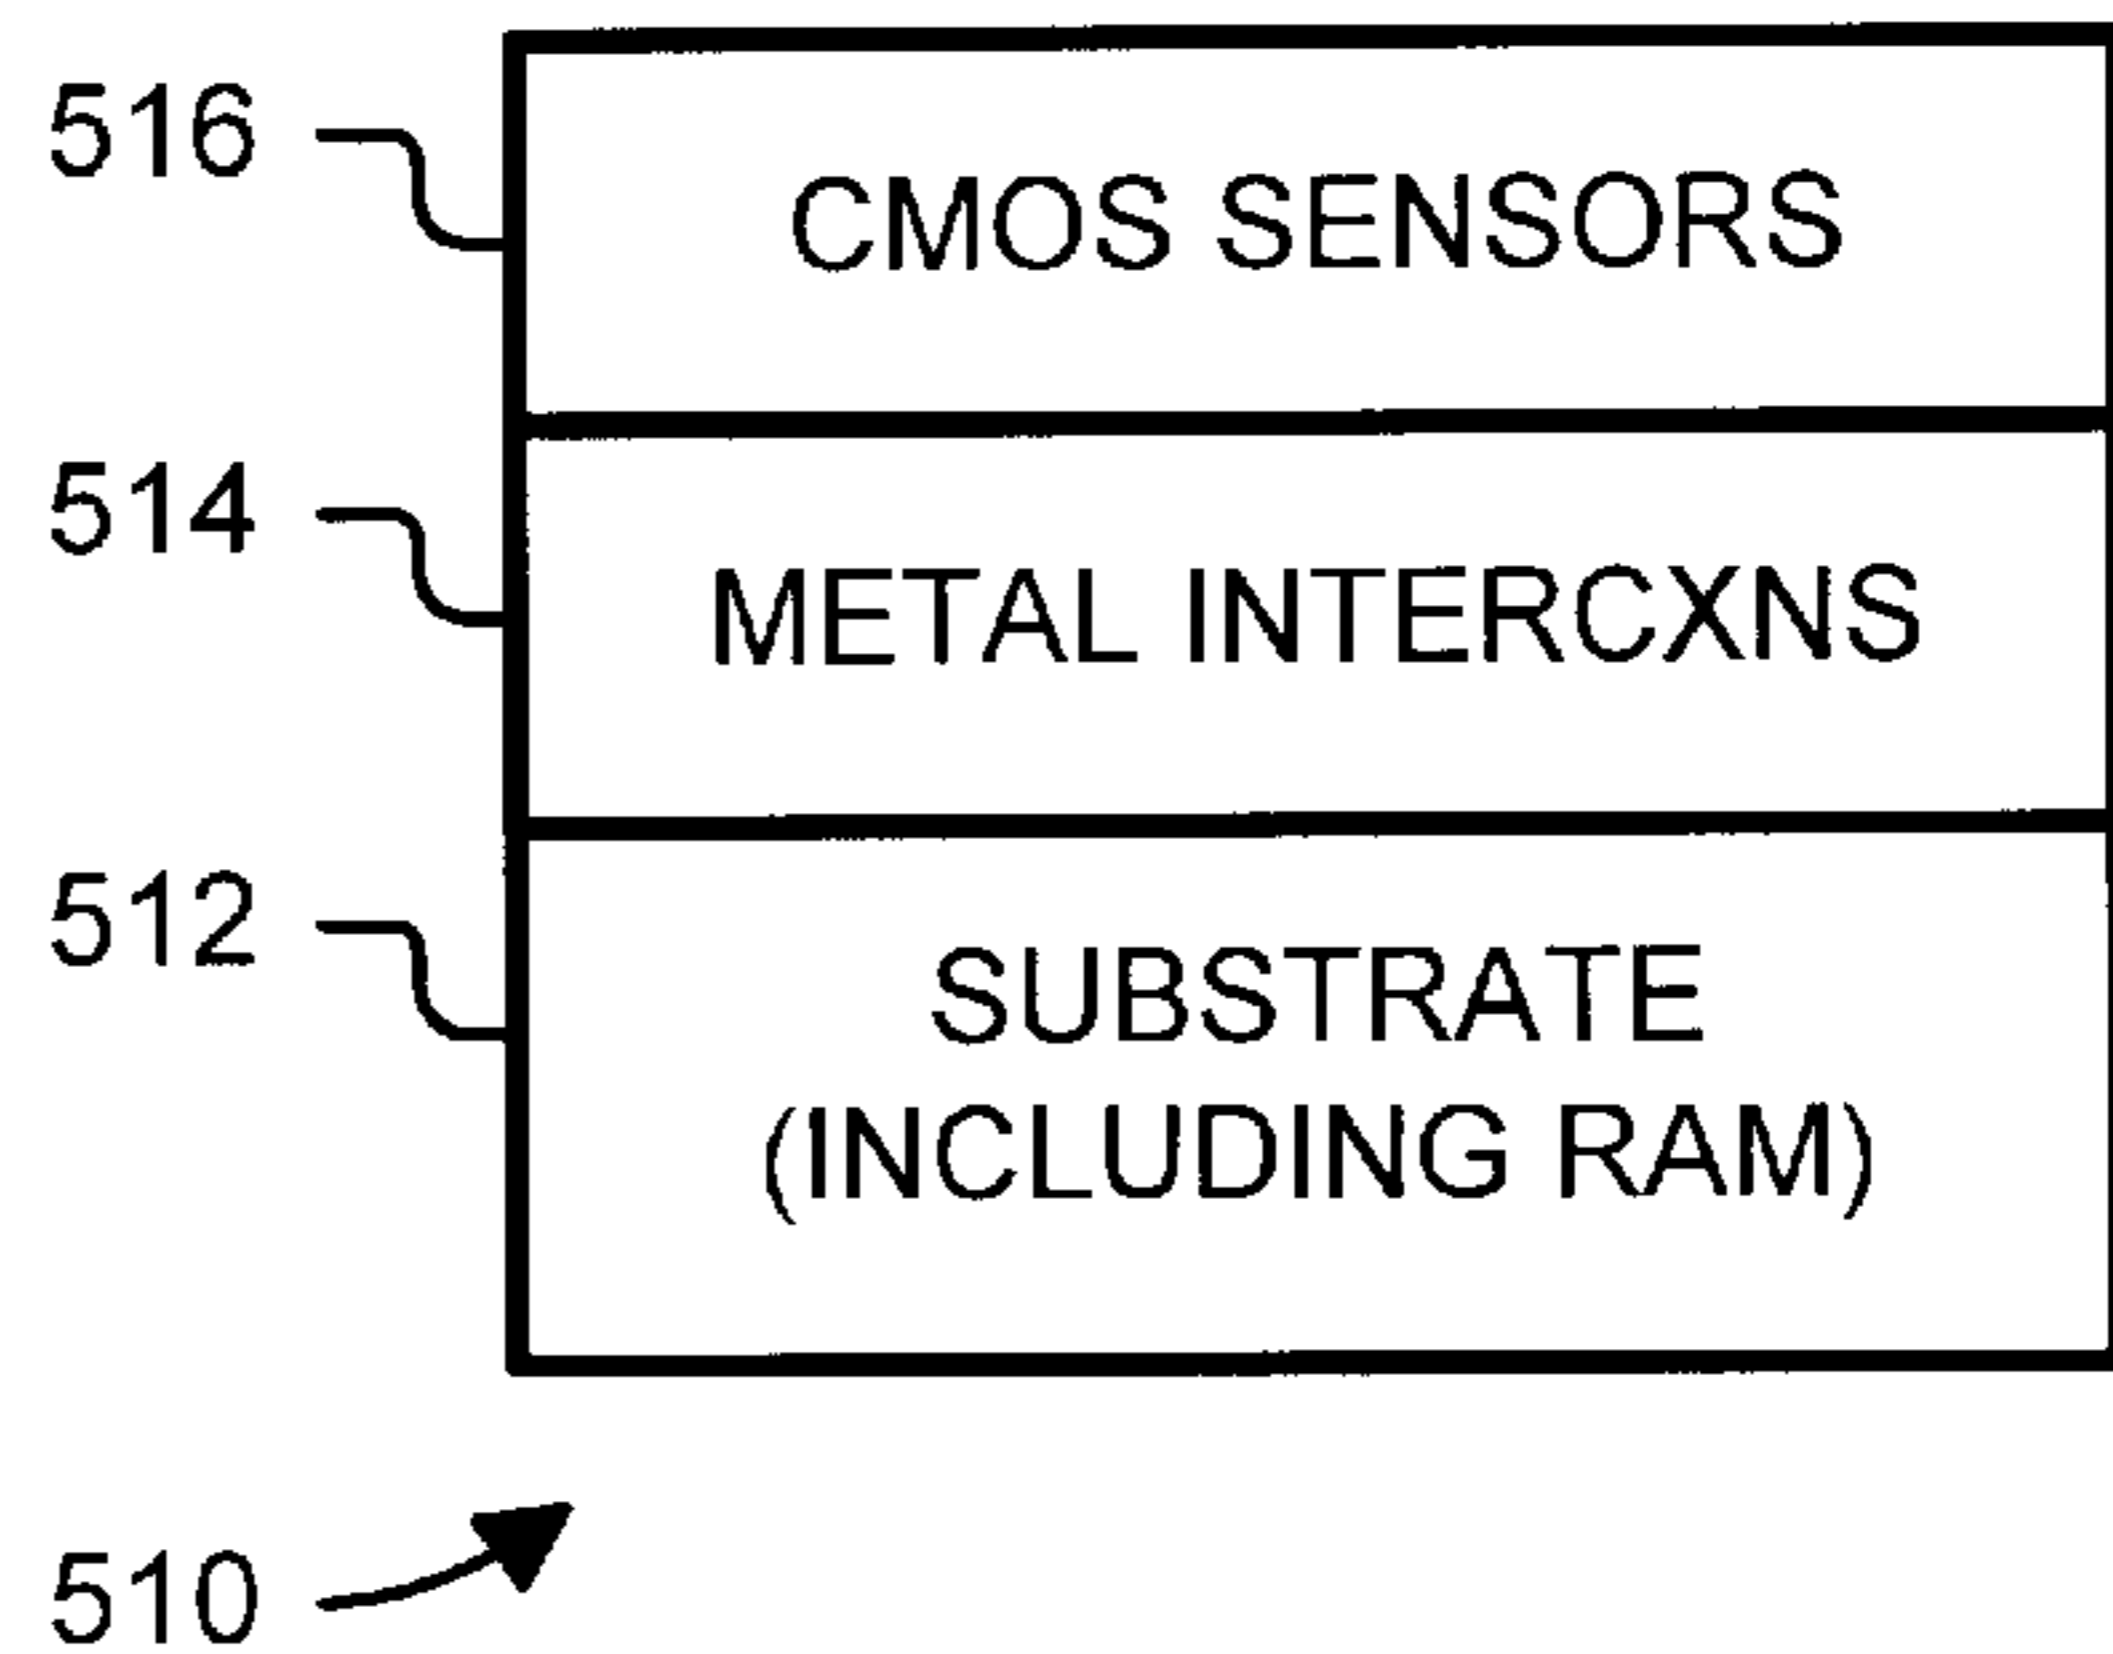 516
CMOS SENSORS
514
METAL INTERCXNS
512
SUBSTRATE
(INCLUDING RAM)
510